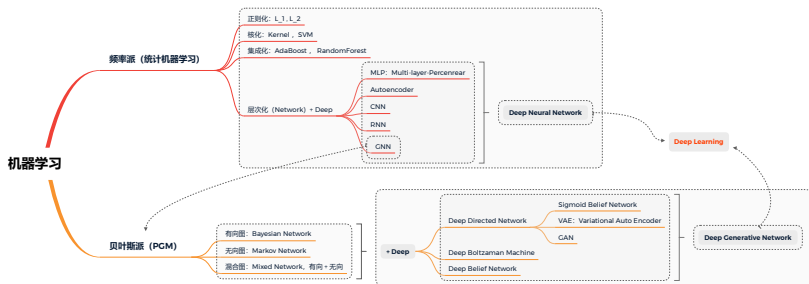 机器学习
频率派（统计机器学习）
正则化：L_1, L_2
核化：Kernel ，SVM
集成化：AdaBoost ， RandomForest
层次化（Network）+ Deep
MLP：Multi-layer-Percenrear
Autoencoder
CNN
RNN
GNN
Deep Neural Network
Deep Learning
贝叶斯派（PGM）
有向图：Bayesian Network
无向图：Markov Network
混合图：Mixed Network，有向 + 无向
+ Deep
Deep Directed Network
Sigmoid Belief Network
VAE：Variational Auto Encoder
GAN
Deep Boltzaman Machine
Deep Belief Network
Deep Generative Network